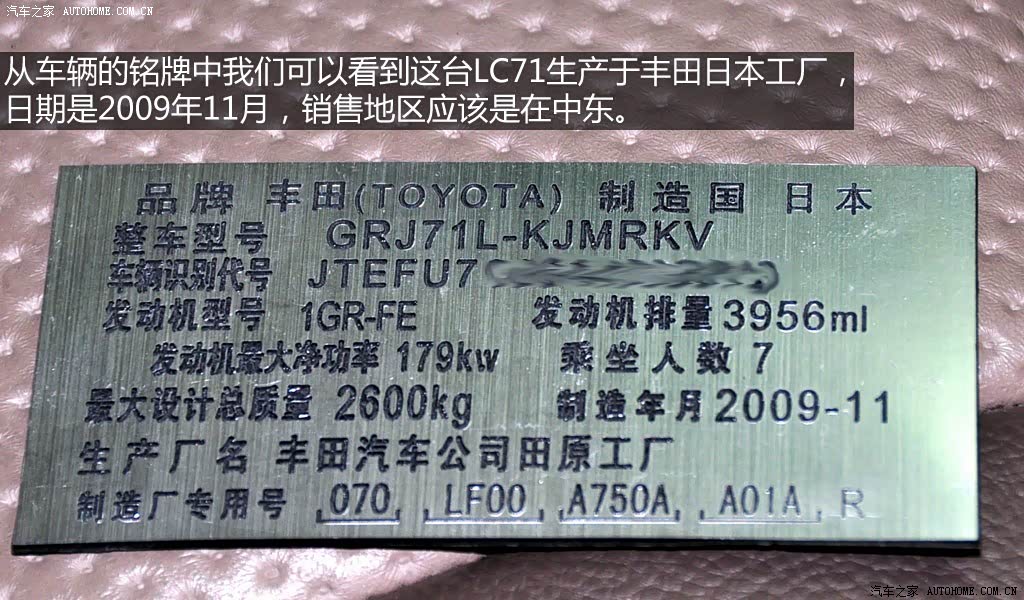 汽车之家 AUTOHOME.COM.CN
从车辆的铭牌中我们可以看到这台LC71生产于丰田日本工厂，
日期是2009年11月，销售地区应该是在中东。
品牌 丰田(TOYOTA) 制造国 日本
整车型号 GRJ71L-KJMRKV
车辆识别代号 JTEFU7
发动机型号 1GR-FE 发动机排量 3956ml
发动机最大净功率 179kw 乘坐人数 7
最大设计总质量 2600kg 制造年月 2009-11
生产厂名 丰田汽车公司田原工厂
制造厂专用号 070 LF00 A750A A01A R
汽车之家 AUTOHOME.COM.CN